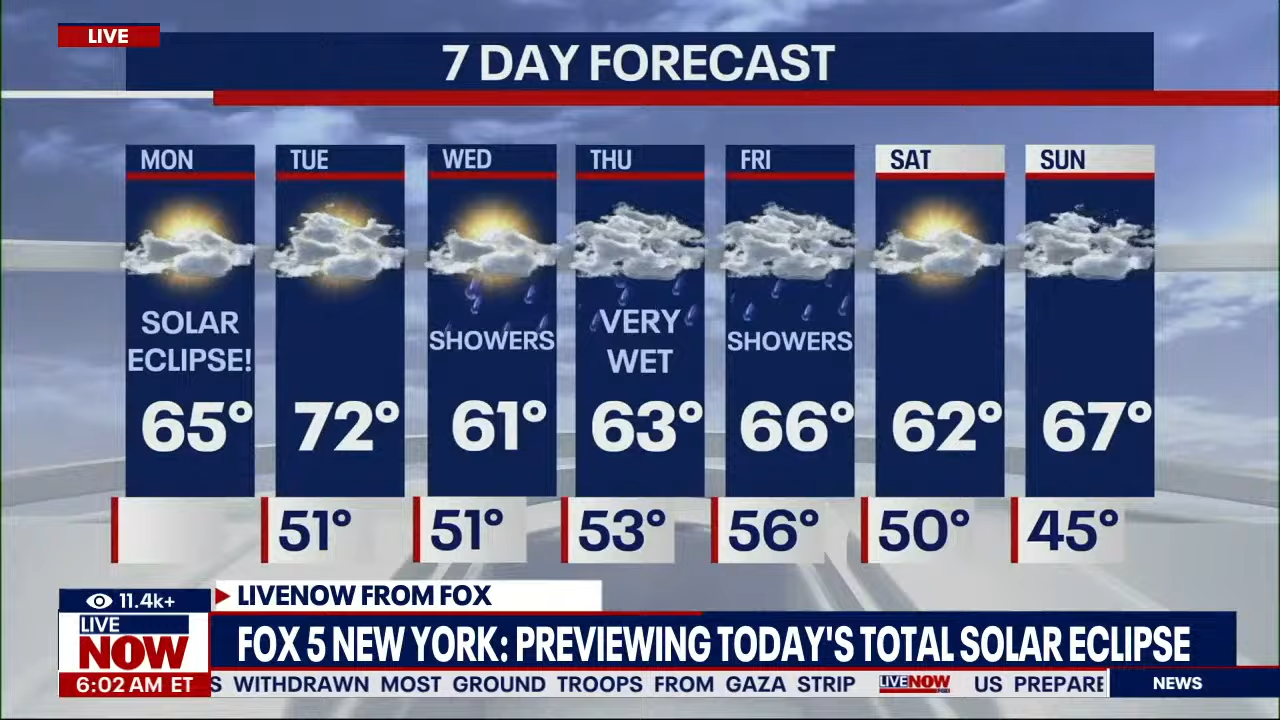 LIVE
7 DAY FORECAST
MON
TUE
WED
THU
FRI
SAT
SUN
SOLAR
ECLIPSE!
SHOWERS
VERY
WET
SHOWERS
65°
72°
61°
63°
66°
62°
67°
51°
51°
53°
56°
50°
45°
11.4k+
LIVENOW FROM FOX
LIVE
NOW
FOX 5 NEW YORK: PREVIEWING TODAY'S TOTAL SOLAR ECLIPSE
6:02 AM ET
S WITHDRAWN MOST GROUND TROOPS FROM GAZA STRIP
LIVENOW
US PREPARE
NEWS